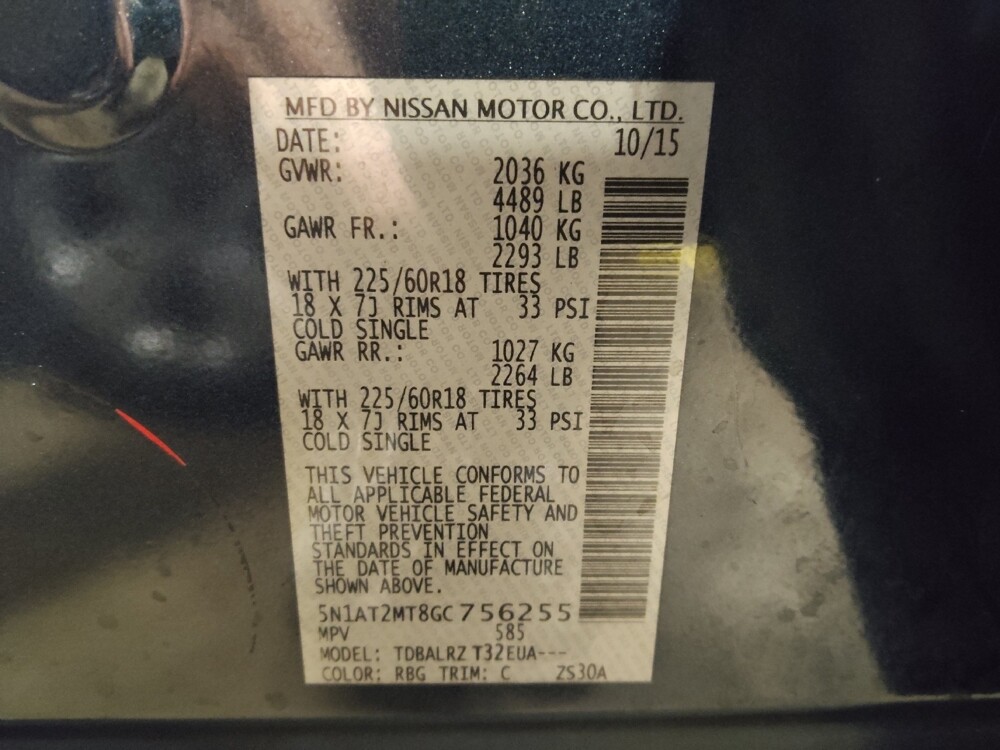 MFD BY NISSAN MOTOR CO., LTD.
DATE: 10/15
GVWR: 2036 KG
4489 LB
GAWR FR.: 1040 KG
2293 LB
WITH 225/60R18 TIRES
18 X 7J RIMS AT 33 PSI
COLD SINGLE
GAWR RR.: 1027 KG
2264 LB
WITH 225/60R18 TIRES
18 X 7J RIMS AT 33 PSI
COLD SINGLE
THIS VEHICLE CONFORMS TO
ALL APPLICABLE FEDERAL
MOTOR VEHICLE SAFETY AND
THEFT PREVENTION
STANDARDS IN EFFECT ON
THE DATE OF MANUFACTURE
SHOWN ABOVE.
5N1AT2MT8GC756255
MPV 585
MODEL: TDBALRZ T32EUA---
COLOR: RBG TRIM: C ZS30A